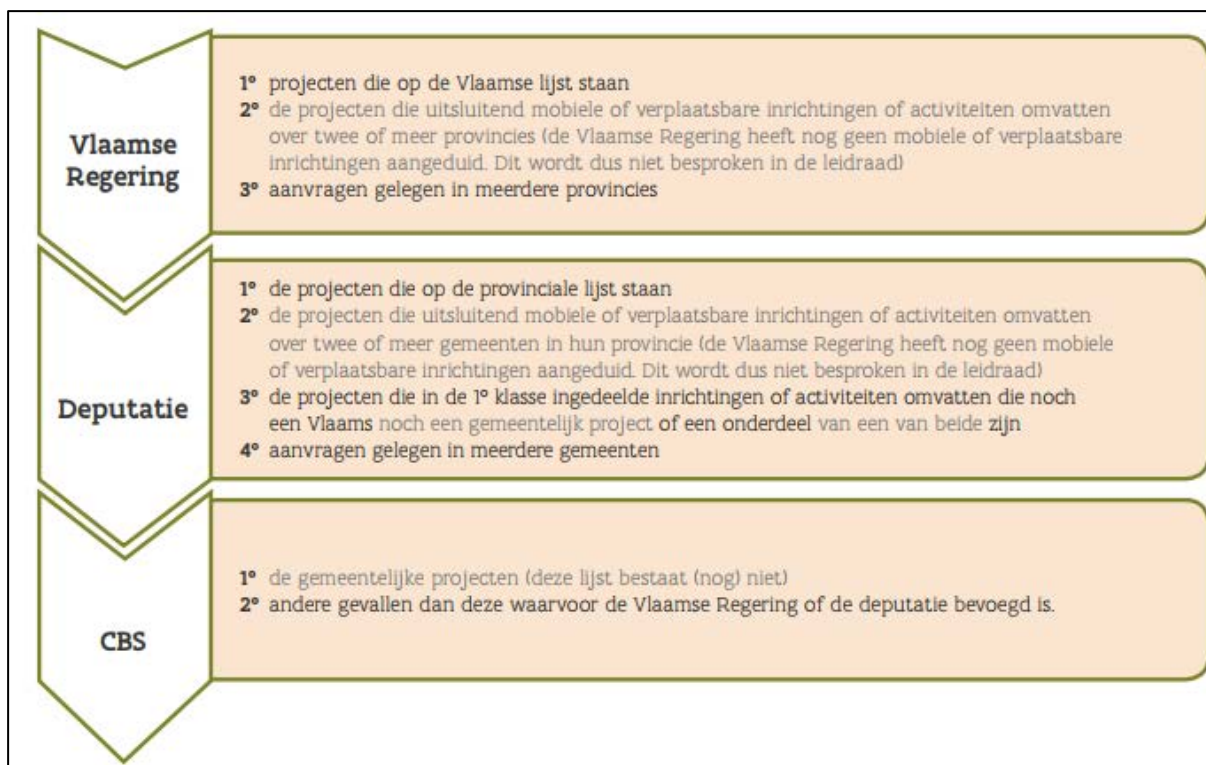 Vlaamse
Regering
1° projecten die op de Vlaamse lijst staan
2° de projecten die uitsluitend mobiele of verplaatsbare inrichtingen of activiteiten omvatten
over twee of meer provincies (de Vlaamse Regering heeft nog geen mobiele of verplaatsbare
inrichtingen aangeduid. Dit wordt dus niet besproken in de leidraad)
3° aanvragen gelegen in meerdere provincies
Deputatie
1° de projecten die op de provinciale lijst staan
2° de projecten die uitsluitend mobiele of verplaatsbare inrichtingen of activiteiten omvatten
over twee of meer gemeenten in hun provincie (de Vlaamse Regering heeft nog geen mobiele
of verplaatsbare inrichtingen aangeduid. Dit wordt dus niet besproken in de leidraad)
3° de projecten die in de 1° klasse ingedeelde inrichtingen of activiteiten omvatten die noch
een Vlaams noch een gemeentelijk project of een onderdeel van een van beide zijn
4° aanvragen gelegen in meerdere gemeenten
CBS
1° de gemeentelijke projecten (deze lijst bestaat (nog) niet)
2° andere gevallen dan deze waarvoor de Vlaamse Regering of de deputatie bevoegd is.